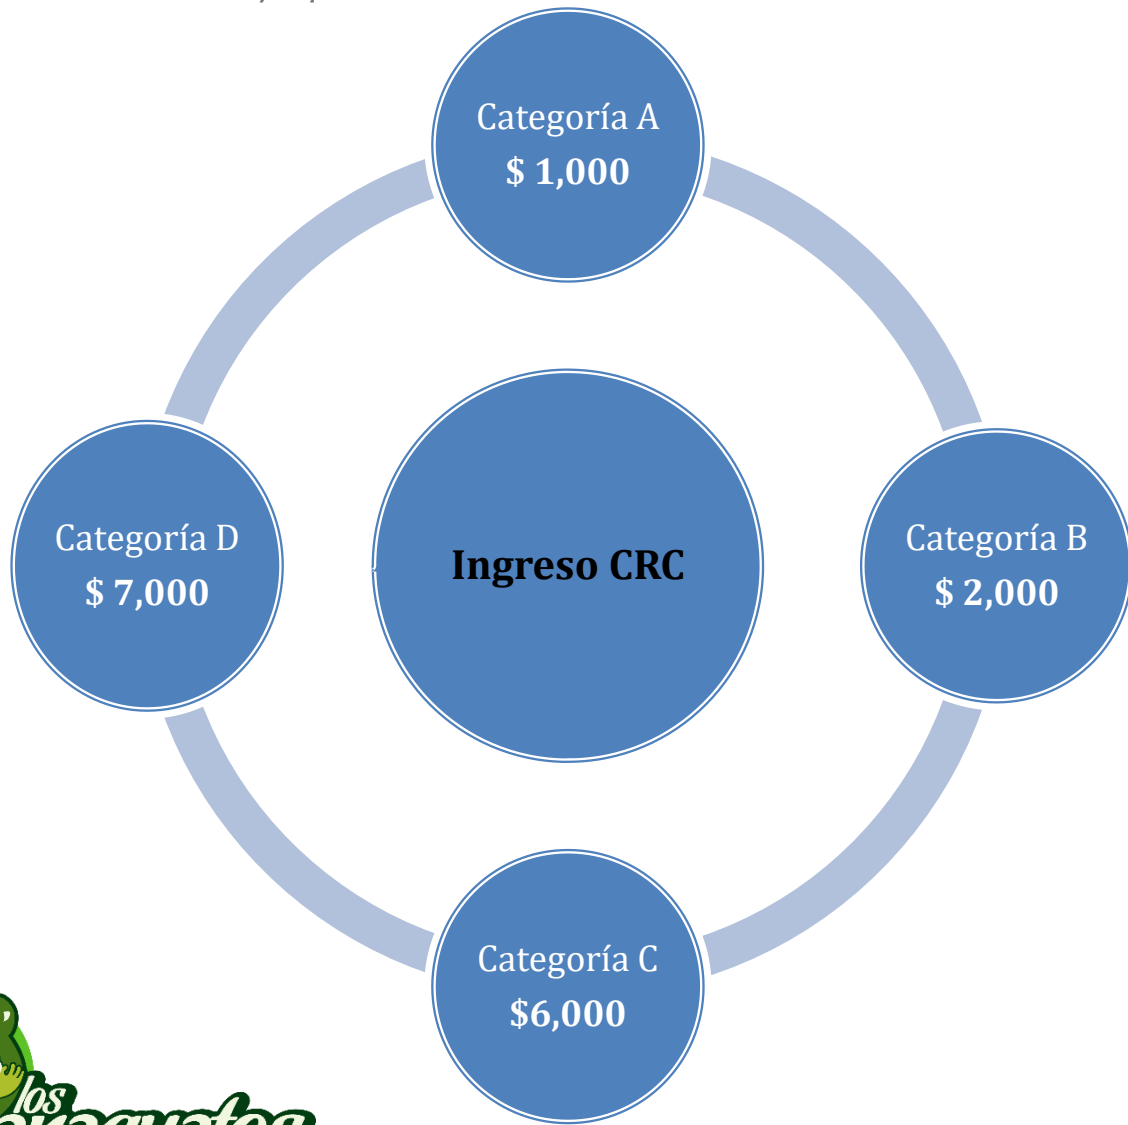 Categoría A
$ 1,000
Categoría D
$ 7,000
Ingreso CRC
Categoría B
$ 2,000
Categoría C
$6,000
los